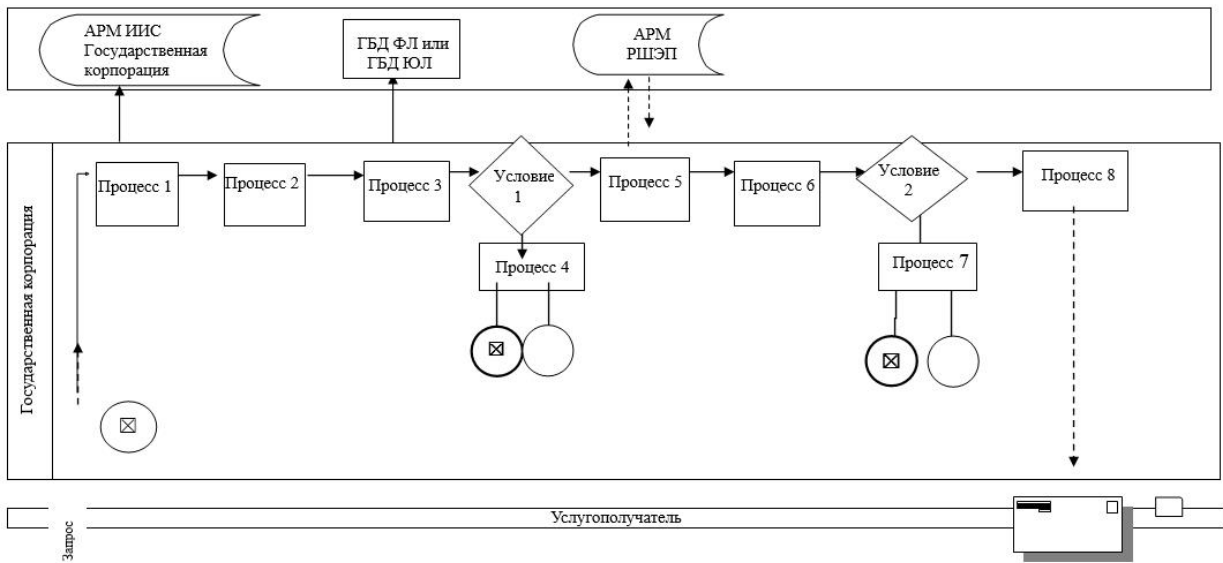 АРМ ИИС
Государственная
корпорация
ГБД ФЛ или
ГБД ЮЛ
АРМ
РШЭП
Государственная корпорация
Процесс 1
Процесс 2
Процесс 3
Условие
1
Процесс 5
Процесс 6
Условие
2
Процесс 8
Процесс 4
Процесс 7
Услугополучатель
Запрос